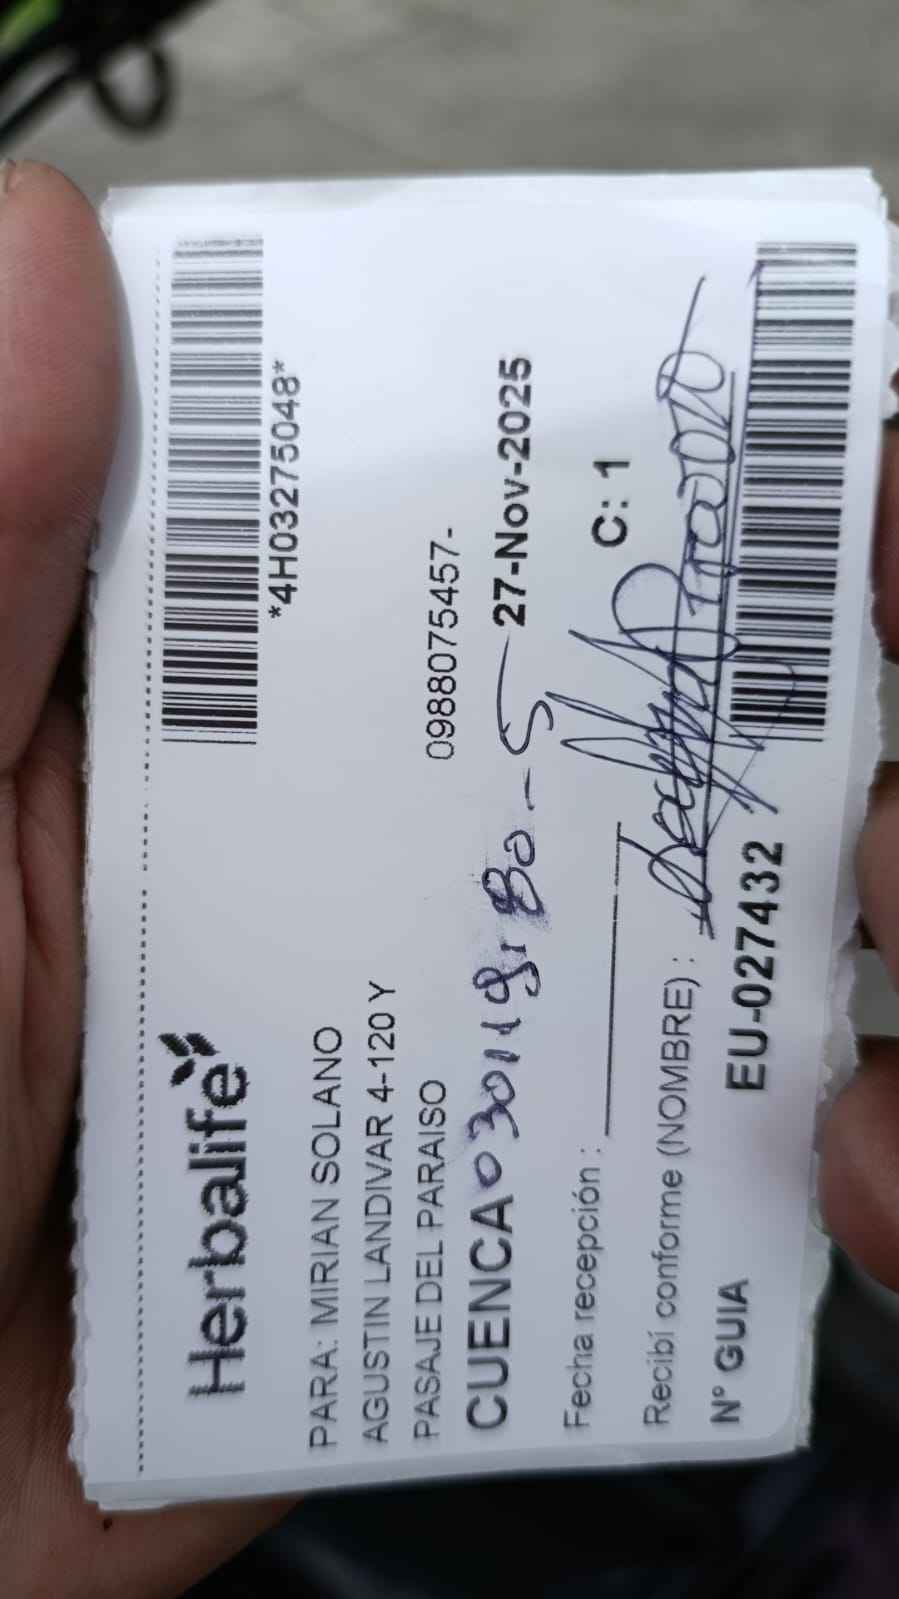 Herbalife
*4H03275048*
PARA: MIRIAN SOLANO
AGUSTIN LANDIVAR 4-120 Y
PASAJE DEL PARAISO
0988075457-
CUENCA
27-Nov-2025
Fecha recepción :
C: 1
Recibí conforme (NOMBRE) :
N° GUIA
EU-027432